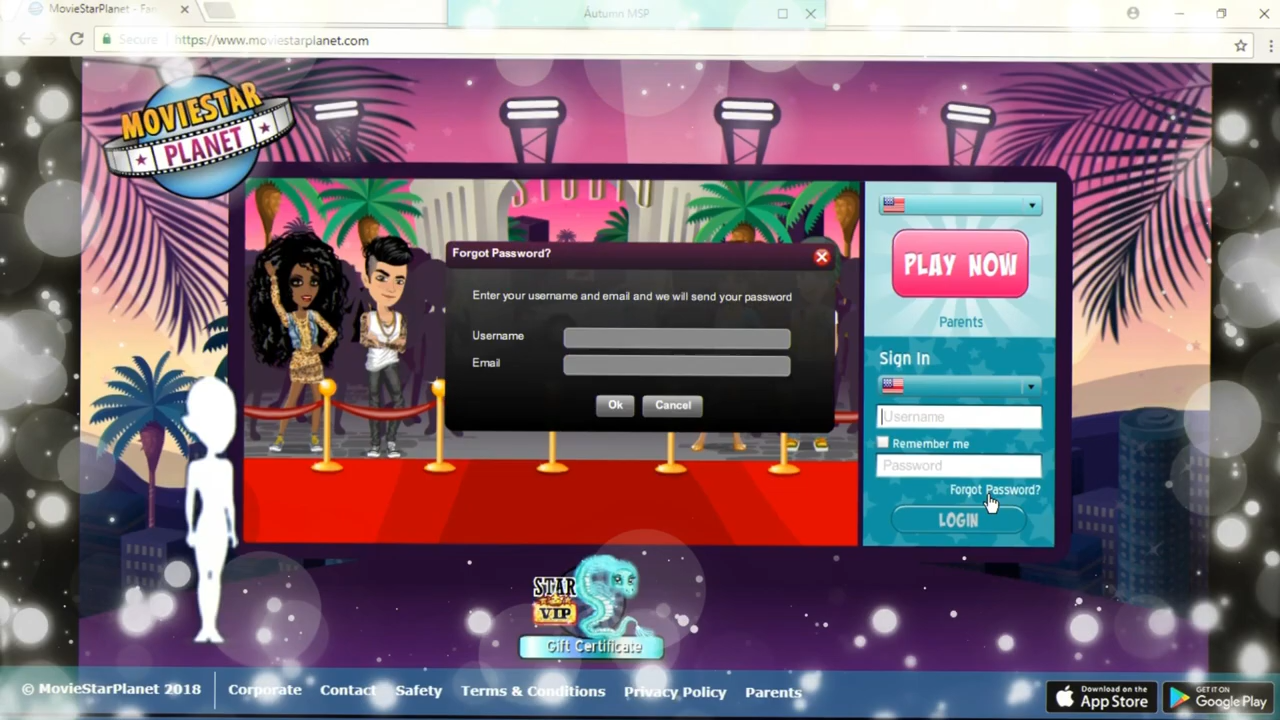 MovieStarPlanet - Fan
Autumn MSP
Secure
https://www.moviestarplanet.com
MOVIESTAR
PLANET
Forgot Password?
Enter your username and email and we will send your password
Username
Email
Ok
Cancel
PLAY NOW
Parents
Sign In
Username
Remember me
Password
Forgot Password?
LOGIN
STAR
VIP
Gift Certificate
© MovieStarPlanet 2018
Corporate
Contact
Safety
Terms & Conditions
Privacy Policy
Parents
Download on the
App Store
GET IT ON
Google Play